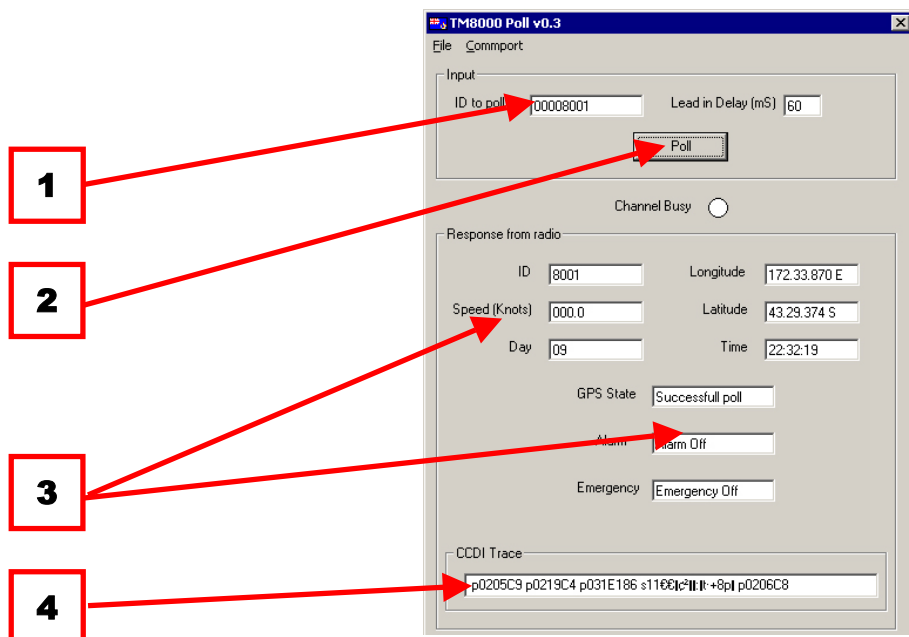 TM8000 Poll v0.3
File Commport
Input
ID to poll 00008001 Lead in Delay (mS) 60
1
Poll
Channel Busy
Response from radio
ID 8001 Longitude 172.33.870 E
2
Speed (Knots) 000.0 Latitude 43.29.374 S
Day 09 Time 22:32:19
GPS State Successfull poll
Alarm Alarm Off
3
Emergency Emergency Off
CCDI Trace
p0205C9 p0219C4 p031E186 p0206C8
4